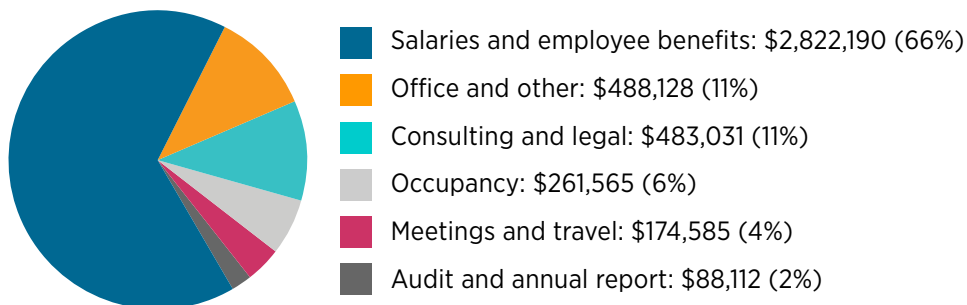 Salaries and employee benefits: $2,822,190 (66%)
Office and other: $488,128 (11%)
Consulting and legal: $483,031 (11%)
Occupancy: $261,565 (6%)
Meetings and travel: $174,585 (4%)
Audit and annual report: $88,112 (2%)